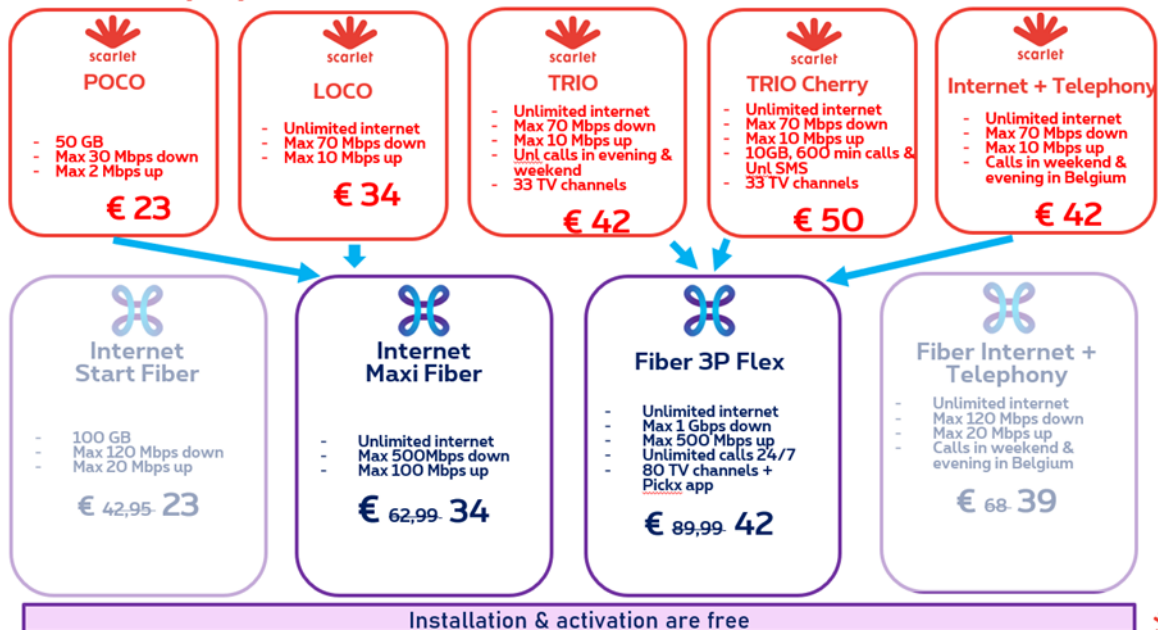 scarlet
POCO
- 50 GB
- Max 30 Mbps down
- Max 2 Mbps up
€ 23
scarlet
LOCO
- Unlimited internet
- Max 70 Mbps down
- Max 10 Mbps up
€ 34
scarlet
TRIO
- Unlimited internet
- Max 70 Mbps down
- Max 10 Mbps up
- Unl calls in evening &
weekend
- 33 TV channels
€ 42
scarlet
TRIO Cherry
- Unlimited internet
- Max 70 Mbps down
- Max 10 Mbps up
- 10GB, 600 min calls &
Unl SMS
- 33 TV channels
€ 50
scarlet
Internet + Telephony
- Unlimited internet
- Max 70 Mbps down
- Max 10 Mbps up
- Calls in weekend &
evening in Belgium
€ 42
Internet
Start Fiber
- 100 GB
- Max 120 Mbps down
- Max 20 Mbps up
€ 42,95 23
Internet
Maxi Fiber
- Unlimited internet
- Max 500Mbps down
- Max 100 Mbps up
€ 62,99 34
Fiber 3P Flex
- Unlimited internet
- Max 1 Gbps down
- Max 500 Mbps up
- Unlimited calls 24/7
- 80 TV channels +
Pickx app
€ 89,99 42
Fiber Internet +
Telephony
- Unlimited internet
- Max 120 Mbps down
- Max 20 Mbps up
- Calls in weekend &
evening in Belgium
€ 68 39
Installation & activation are free